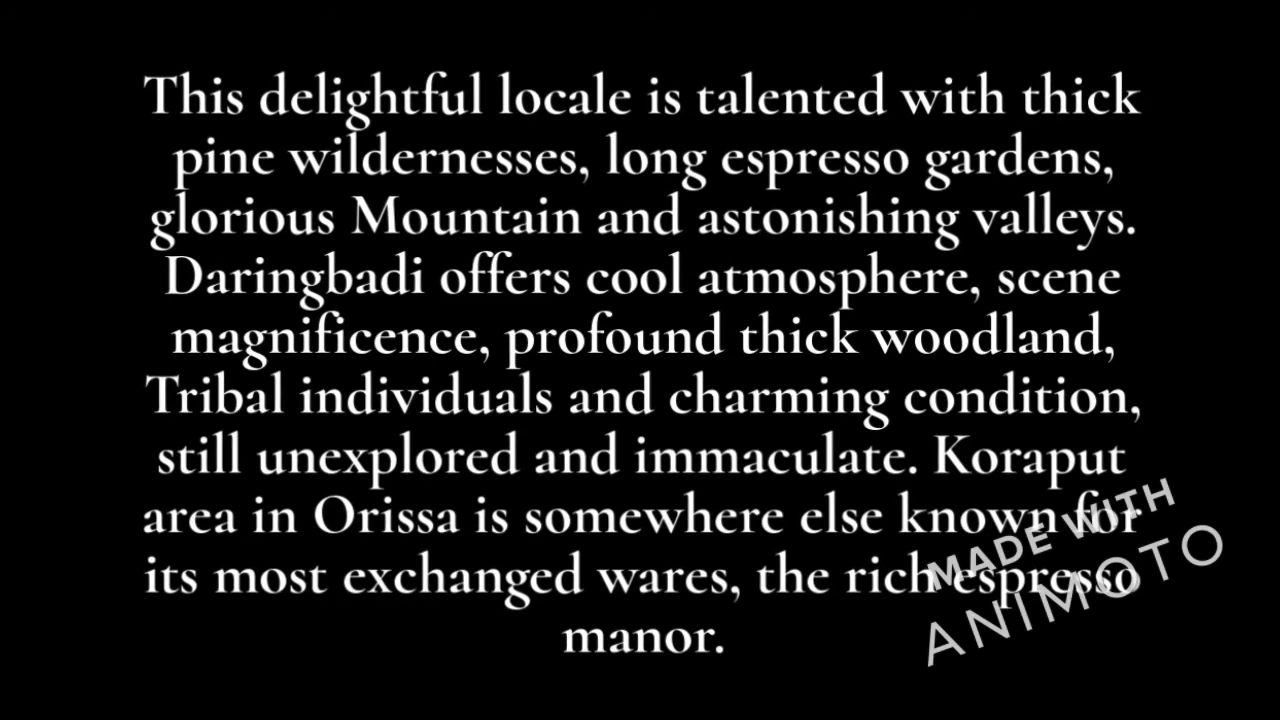 This delightful locale is talented with thick
pine wildernesses, long espresso gardens,
glorious Mountain and astonishing valleys.
Daringbadi offers cool atmosphere, scene
magnificence, profound thick woodland,
Tribal individuals and charming condition,
still unexplored and immaculate. Koraput
area in Orissa is somewhere else known for
its most exchanged wares, the rich espresso
manor.
MADE WITH
ANIMOTO